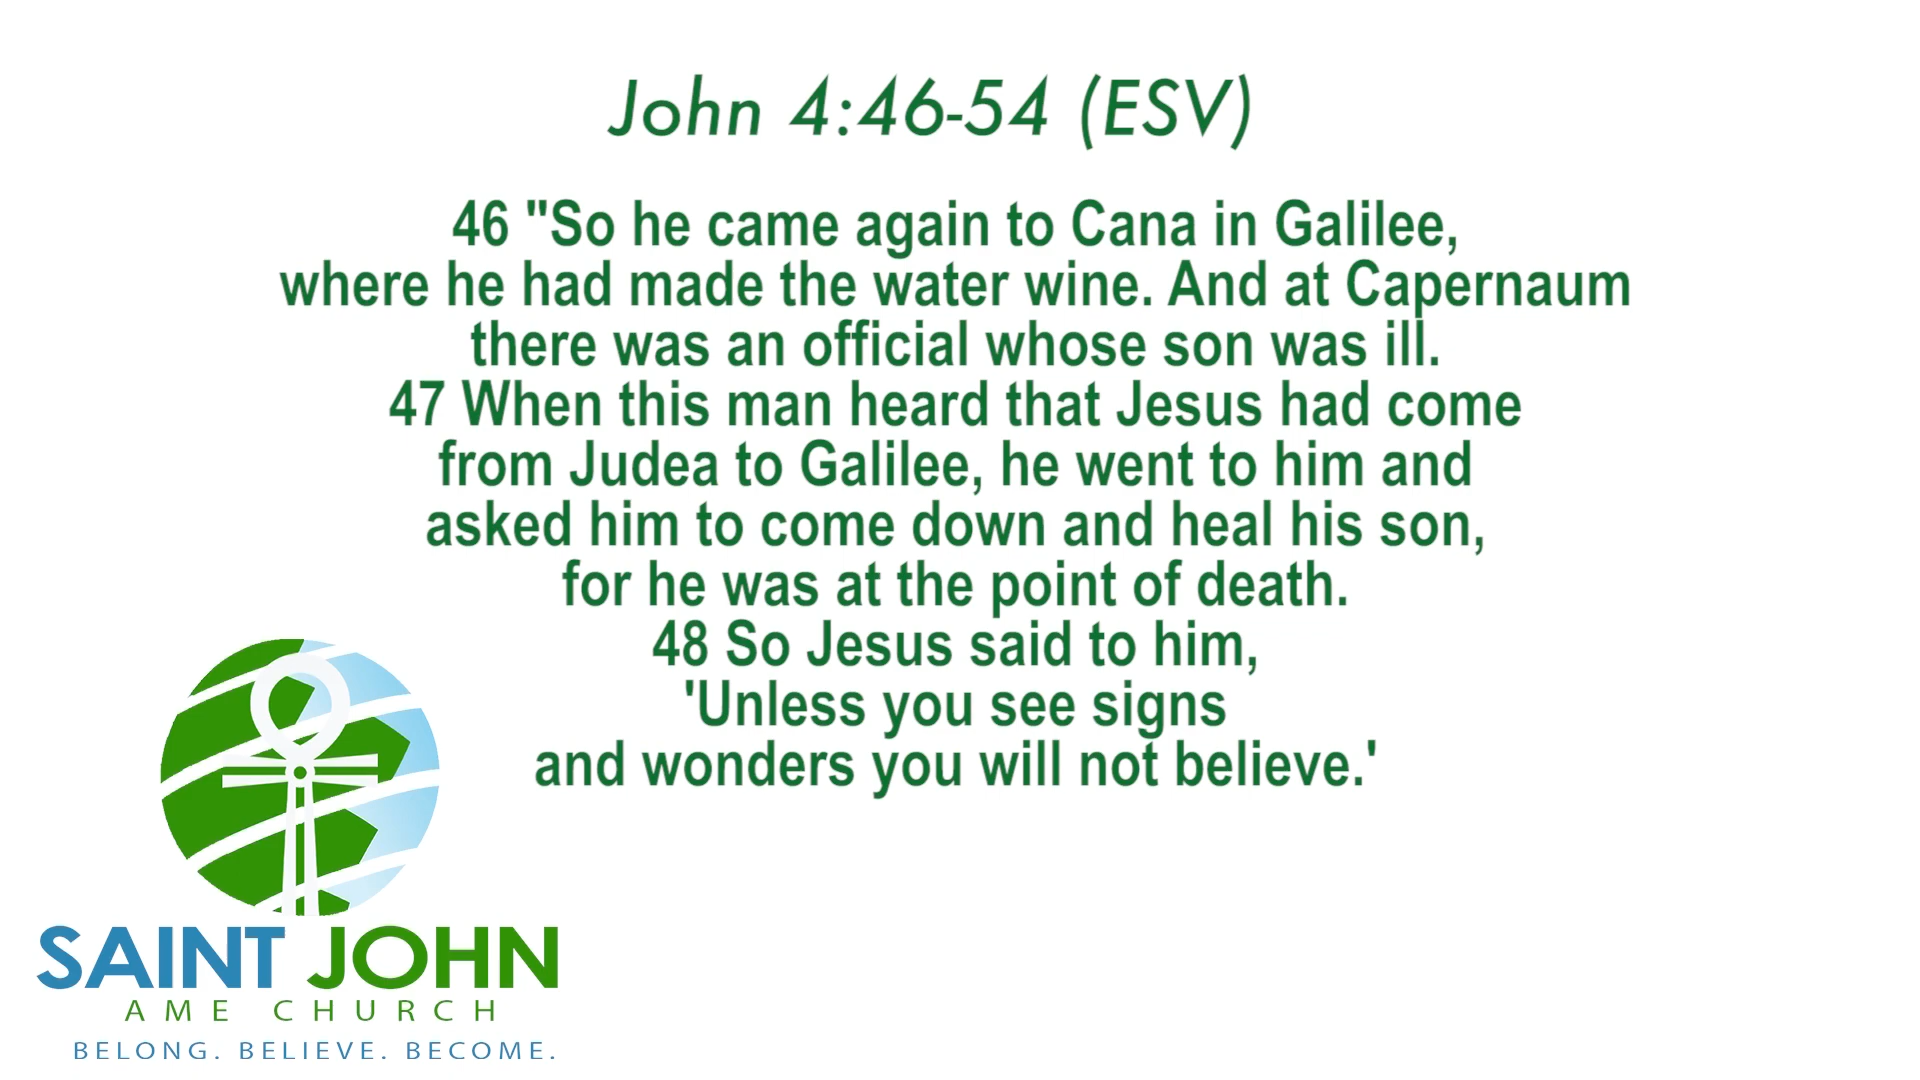 John 4:46-54 (ESV)
46 "So he came again to Cana in Galilee,
where he had made the water wine. And at Capernaum
there was an official whose son was ill.
47 When this man heard that Jesus had come
from Judea to Galilee, he went to him and
asked him to come down and heal his son,
for he was at the point of death.
48 So Jesus said to him,
'Unless you see signs
and wonders you will not believe.'
SAINT JOHN
AME CHURCH
BELONG. BELIEVE. BECOME.